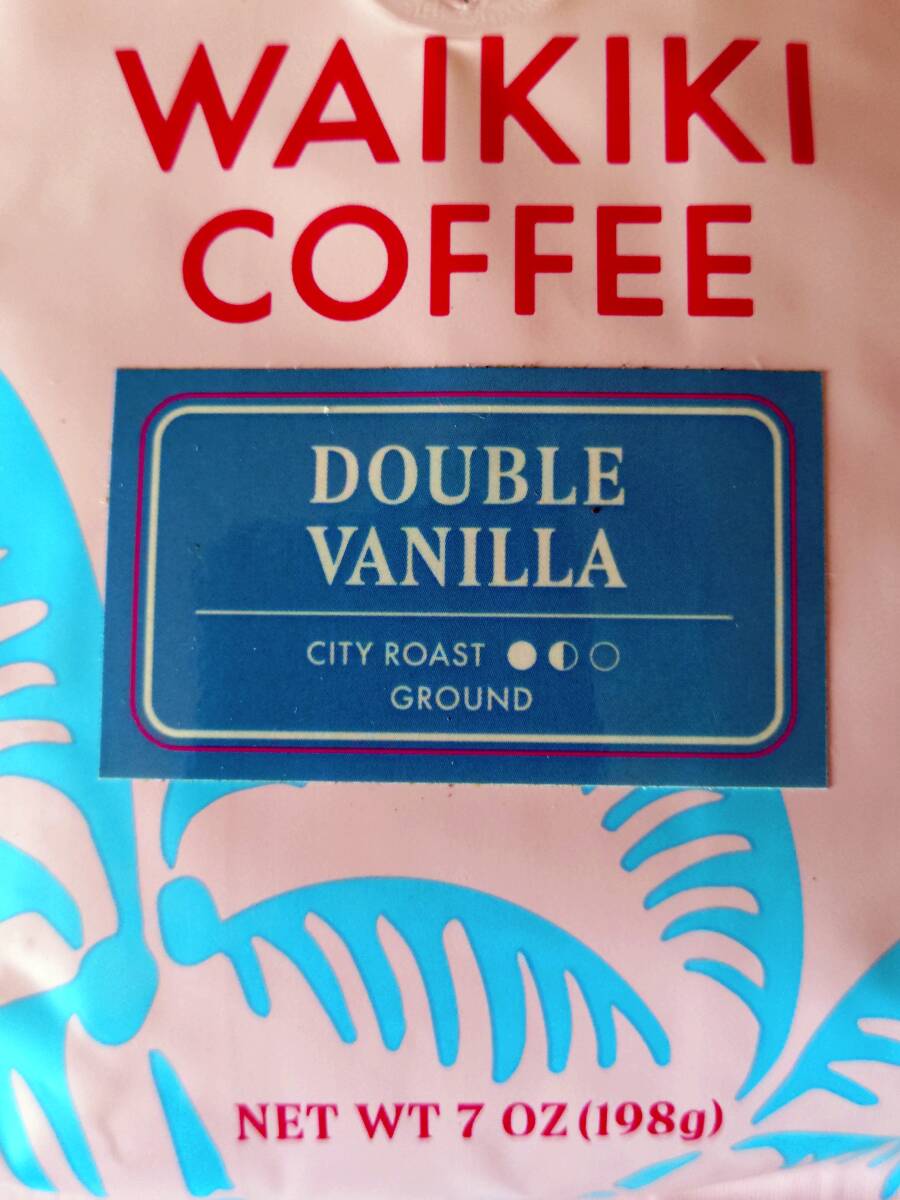 WAIKIKI
COFFEE
DOUBLE
VANILLA
CITY ROAST
GROUND
NET WT 7 OZ (198g)